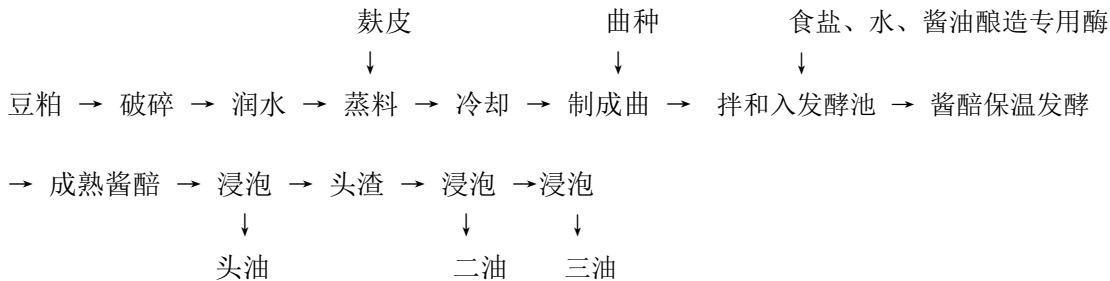 麸皮 曲种 食盐、水、酱油酿造专用酶
↓ ↓ ↓
豆粕 → 破碎 → 润水 → 蒸料 → 冷却 → 制成曲 → 拌和入发酵池 → 酱醅保温发酵
→ 成熟酱醅 → 浸泡 → 头渣 → 浸泡 →浸泡
↓ ↓ ↓
头油 二油 三油